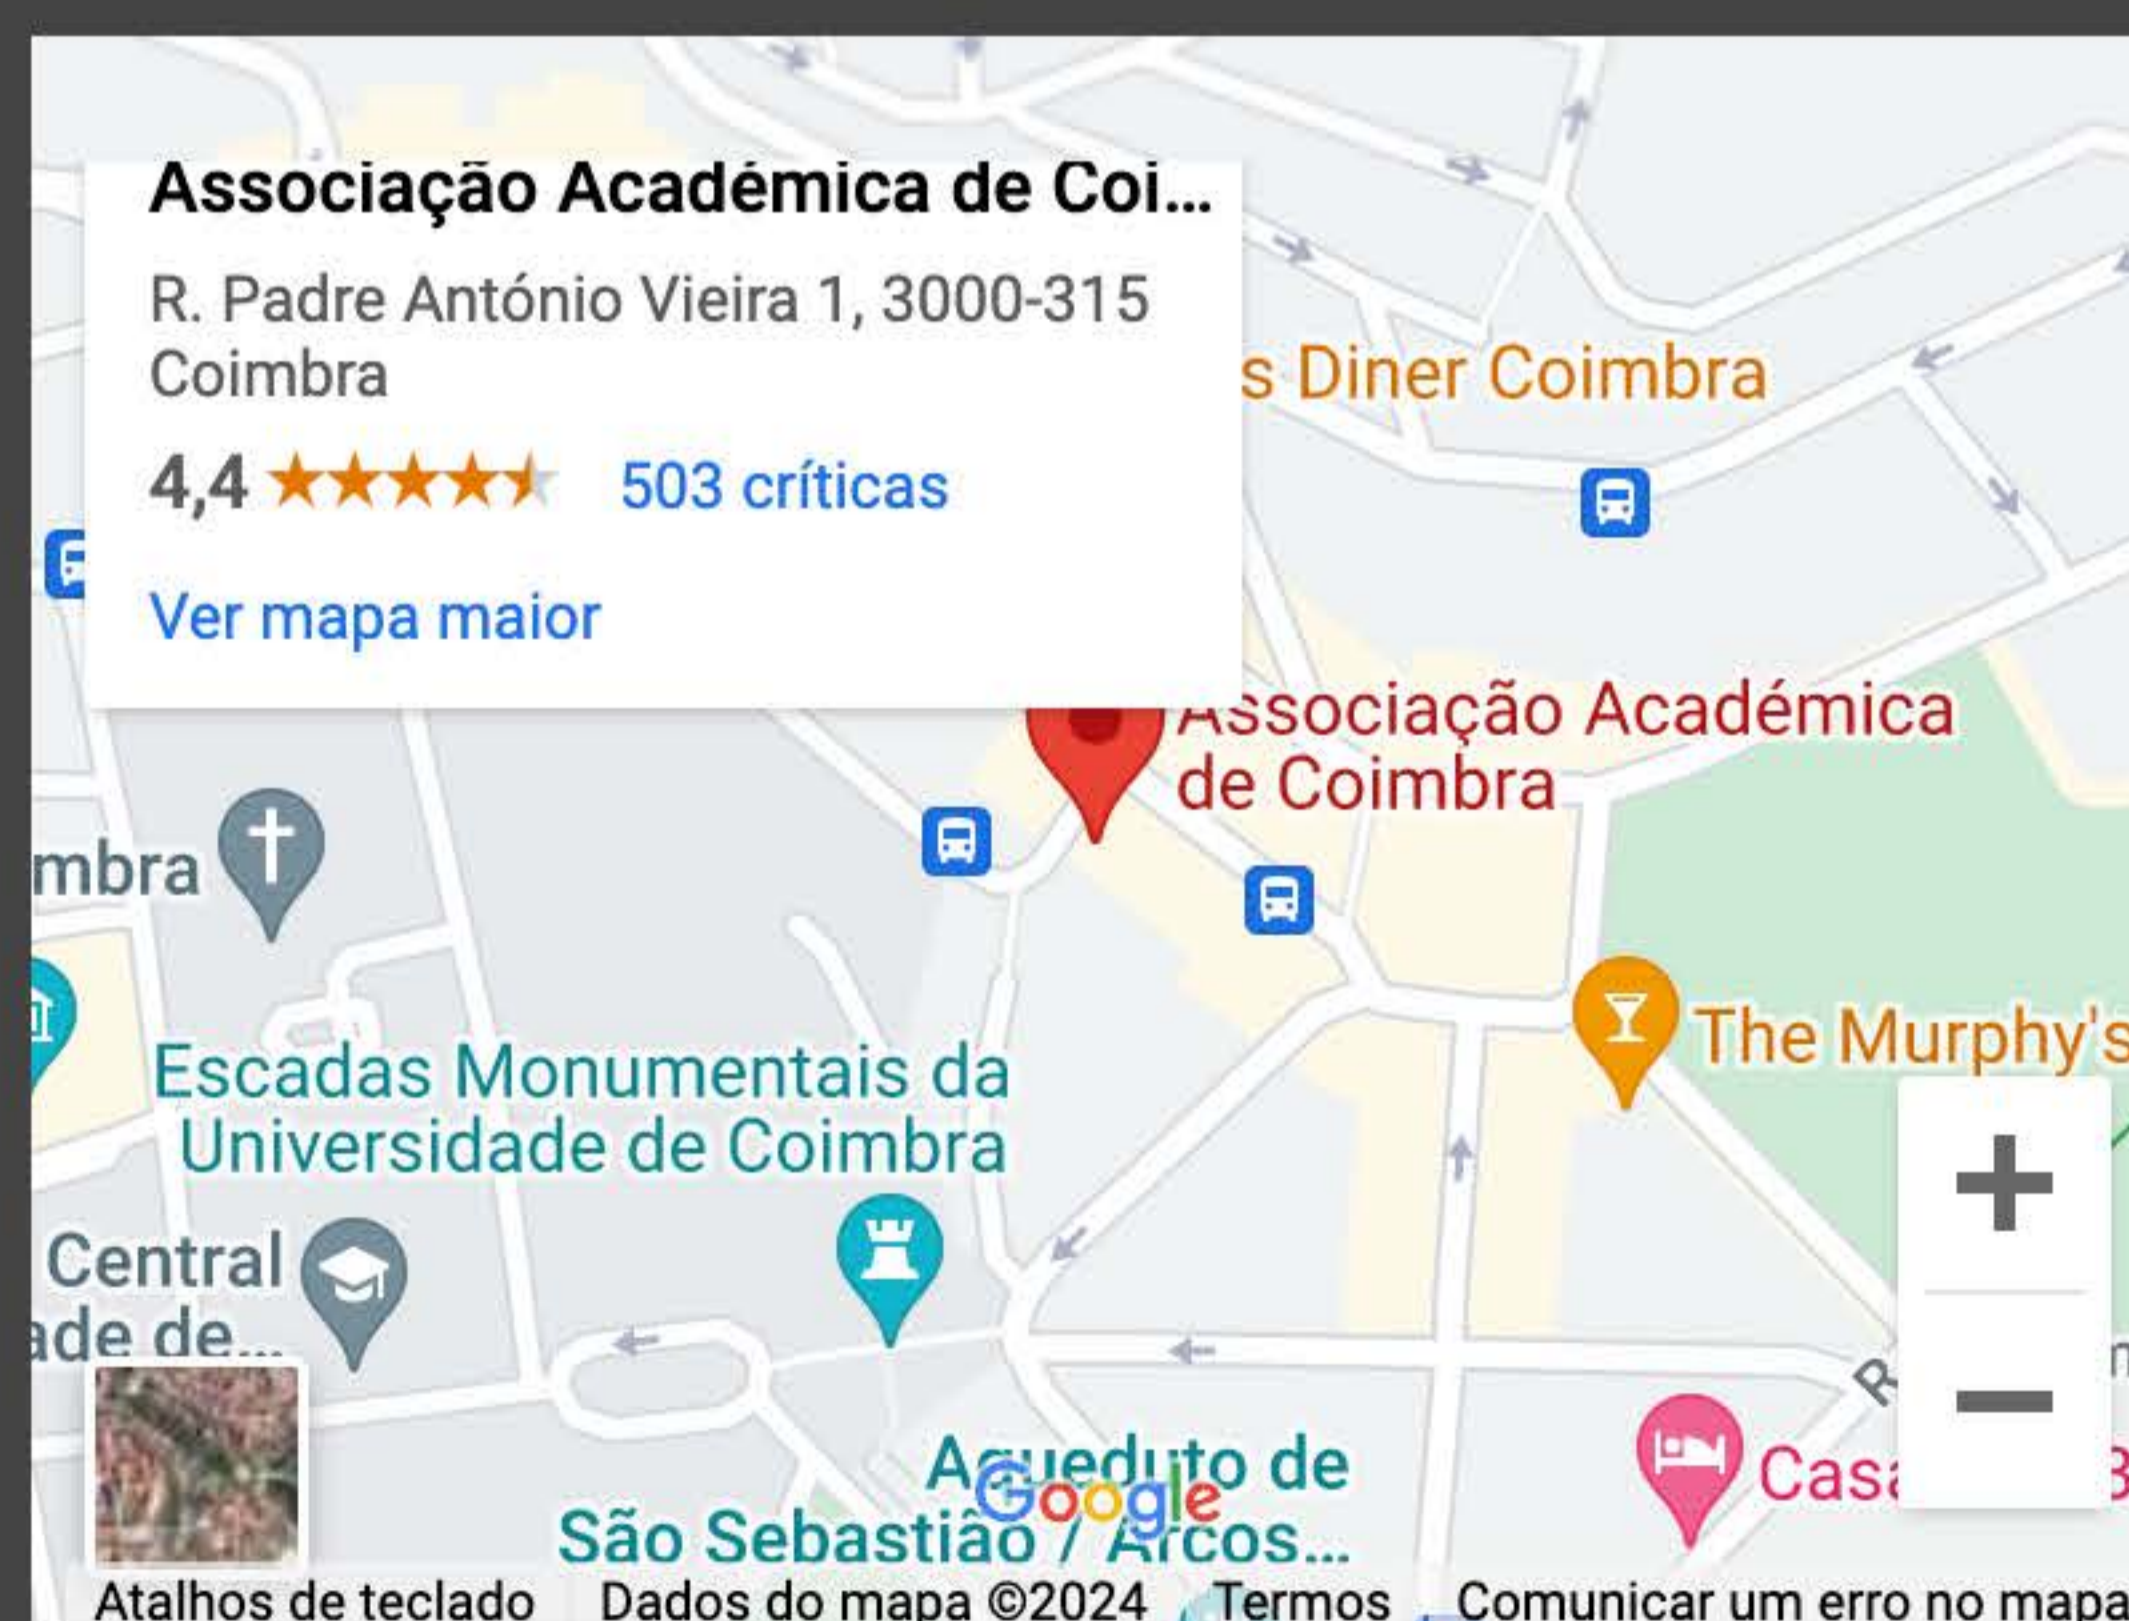 Associação Académica de Coi...
R. Padre António Vieira 1, 3000-315
Coimbra
4,4
503 críticas
Ver mapa maior
s Diner Coimbra
Associação Académica
de Coimbra
mbra
The Murphy's
Escadas Monumentais da
Universidade de Coimbra
Central
ade de...
R
Casa
Aqueduto de
São Sebastião / Arcos...
Google
Atalhos de teclado
Dados do mapa ©2024
Termos
Comunicar um erro no mapa